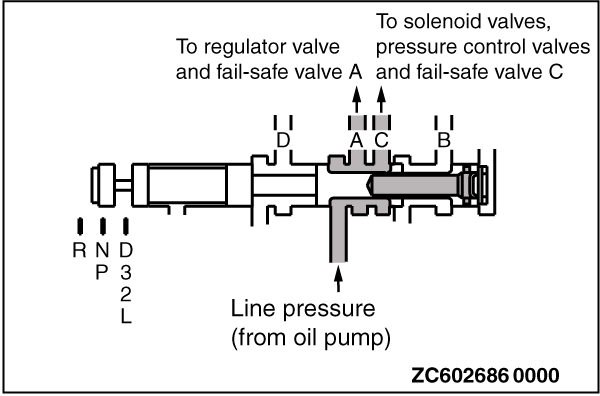 To regulator valve
and fail-safe valve A
To solenoid valves,
pressure control valves
and fail-safe valve C
D
A
C
B
R
N
P
D
3
2
L
Line pressure
(from oil pump)
ZC602686 0000